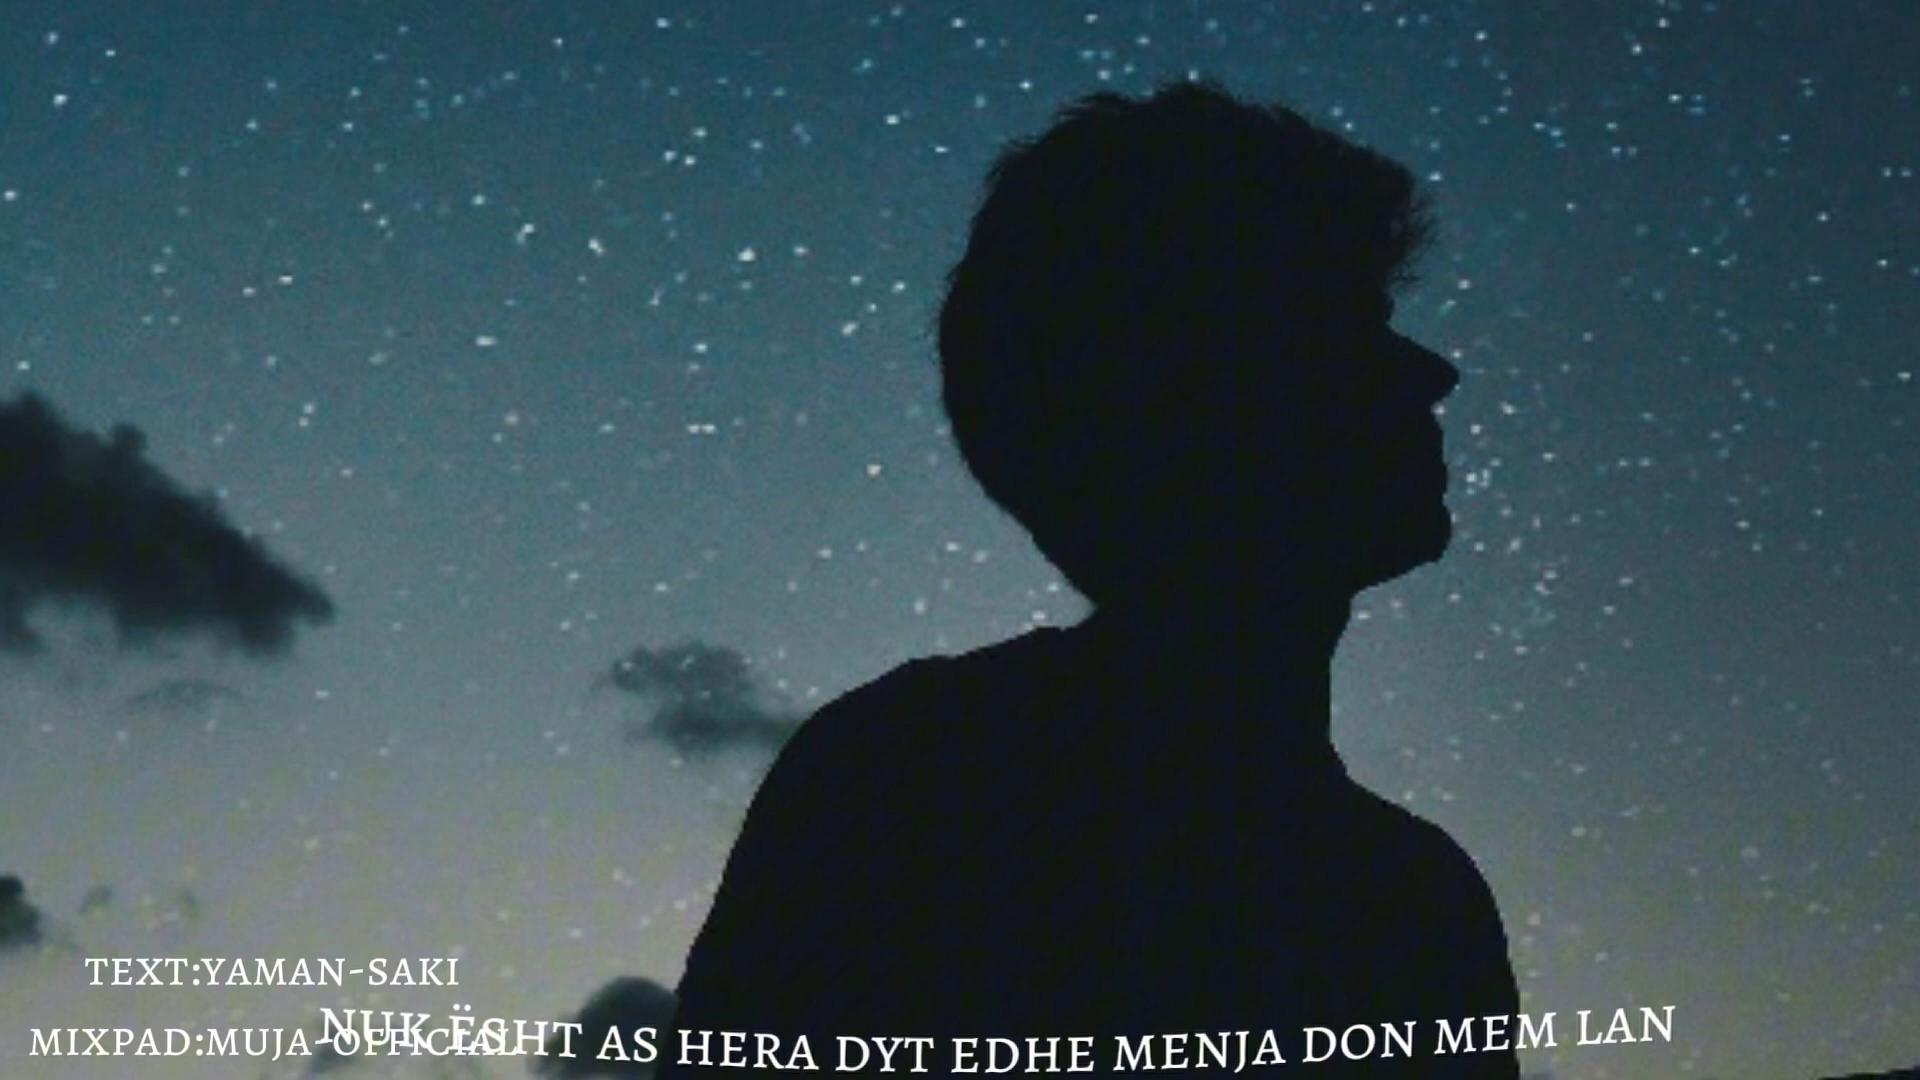 TEXT:YAMAN-SAKI
MIXPAD:MUJA OFFICIAL
NUK ËSHT AS HERA DYT EDHE MENJA DON MEM LAN